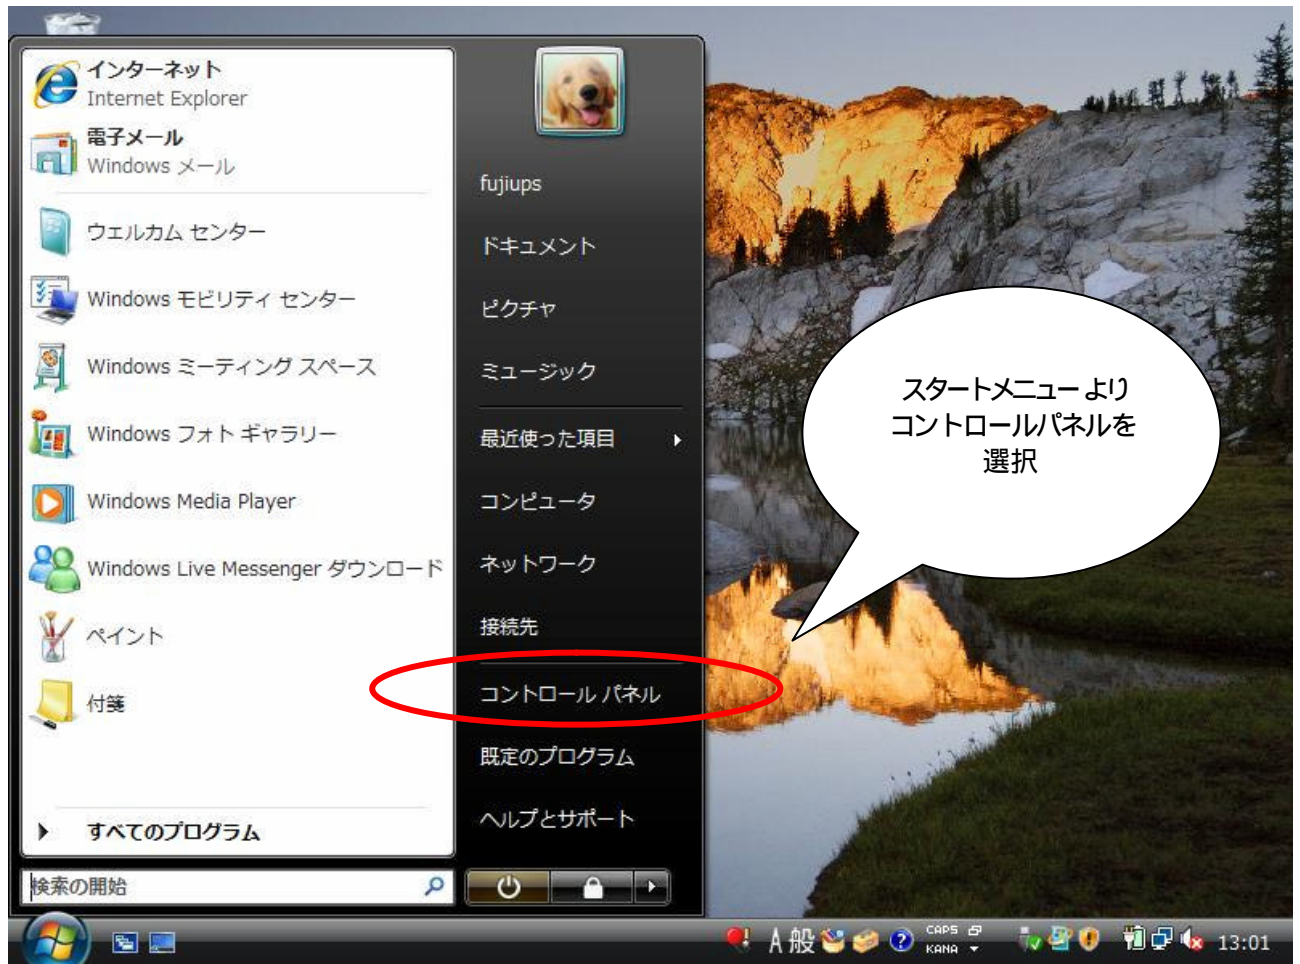 インターネット
Internet Explorer
電子メール
Windows メール
ウェルカム センター
Windows モビリティ センター
Windows ミーティング スペース
Windows フォト ギャラリー
Windows Media Player
Windows Live Messenger ダウンロード
ペイント
付箋
すべてのプログラム
検索の開始
fujiups
ドキュメント
ピクチャ
ミュージック
最近使った項目
コンピュータ
ネットワーク
接続先
コントロール パネル
既定のプログラム
ヘルプとサポート
スタートメニューより
コントロールパネルを
選択
A 般
CAPS
KANA
13:01